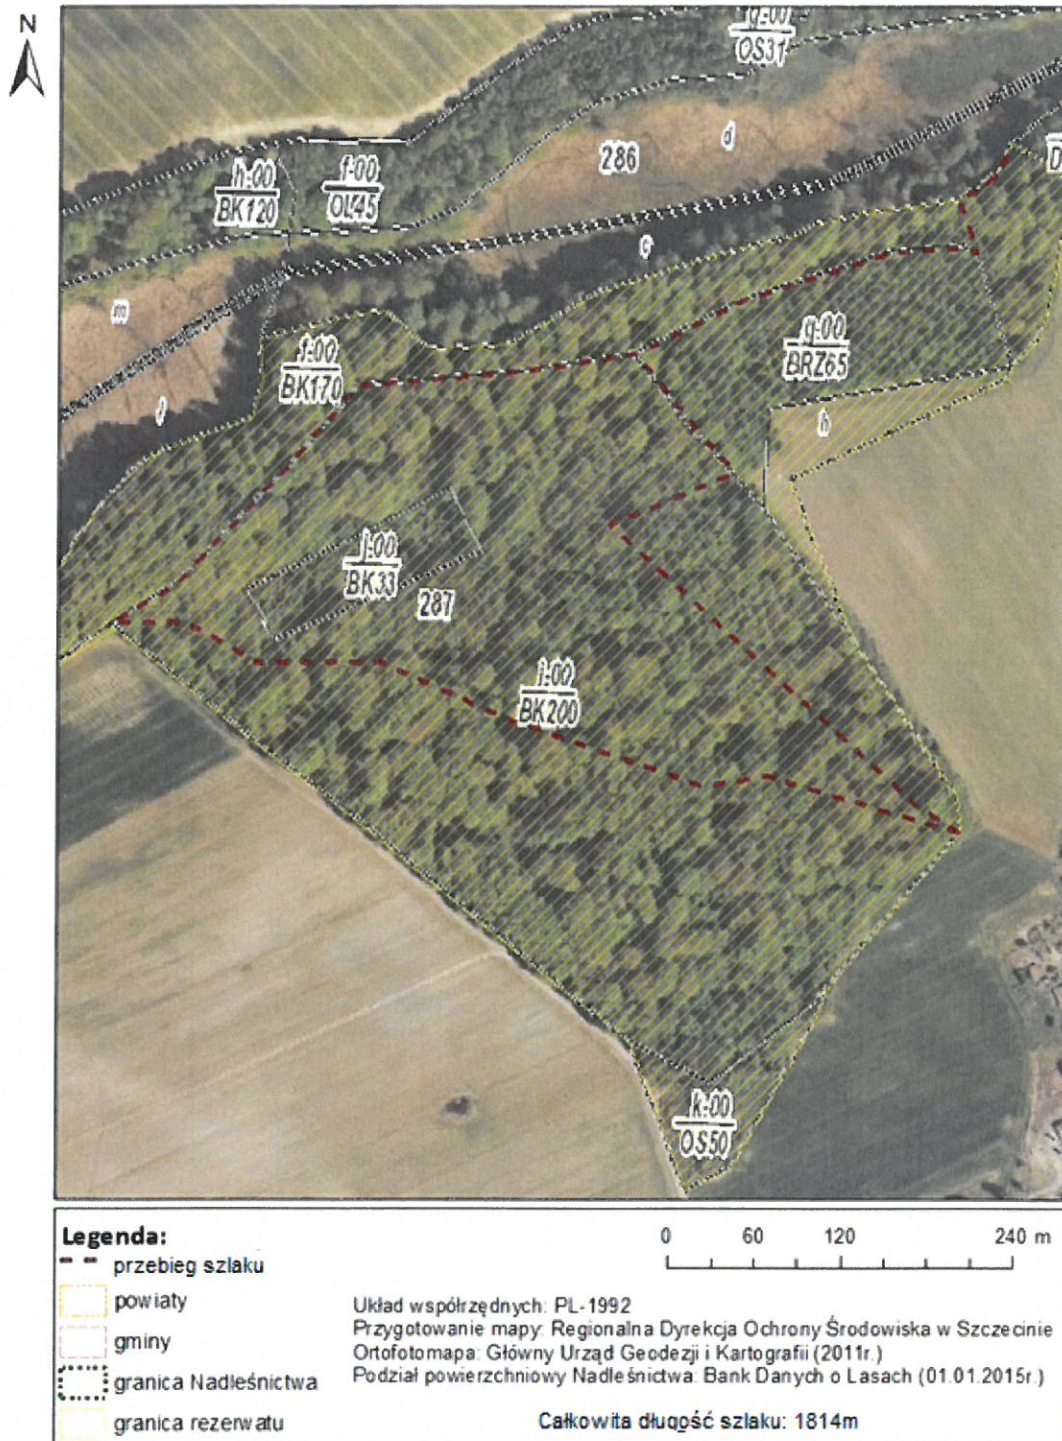 N
g-00
OS31
d
286
h-00
BK120
f-00
OL45
D
c
m
f-00
BK170
g-00
BRZ65
h
j-00
BK33
287
i-00
BK200
k-00
OS50
Legenda:
przebieg szlaku
powiaty
gminy
granica Nadleśnictwa
granica rezerwatu
0 60 120 240 m
Układ współrzędnych: PL-1992
Przygotowanie mapy: Regionalna Dyrekcja Ochrony Środowiska w Szczecinie
Ortofotomapa: Główny Urząd Geodezji i Kartografii (2011r.)
Podział powierzchniowy Nadleśnictwa: Bank Danych o Lasach (01.01.2015r.)
Całkowita długość szlaku: 1814m